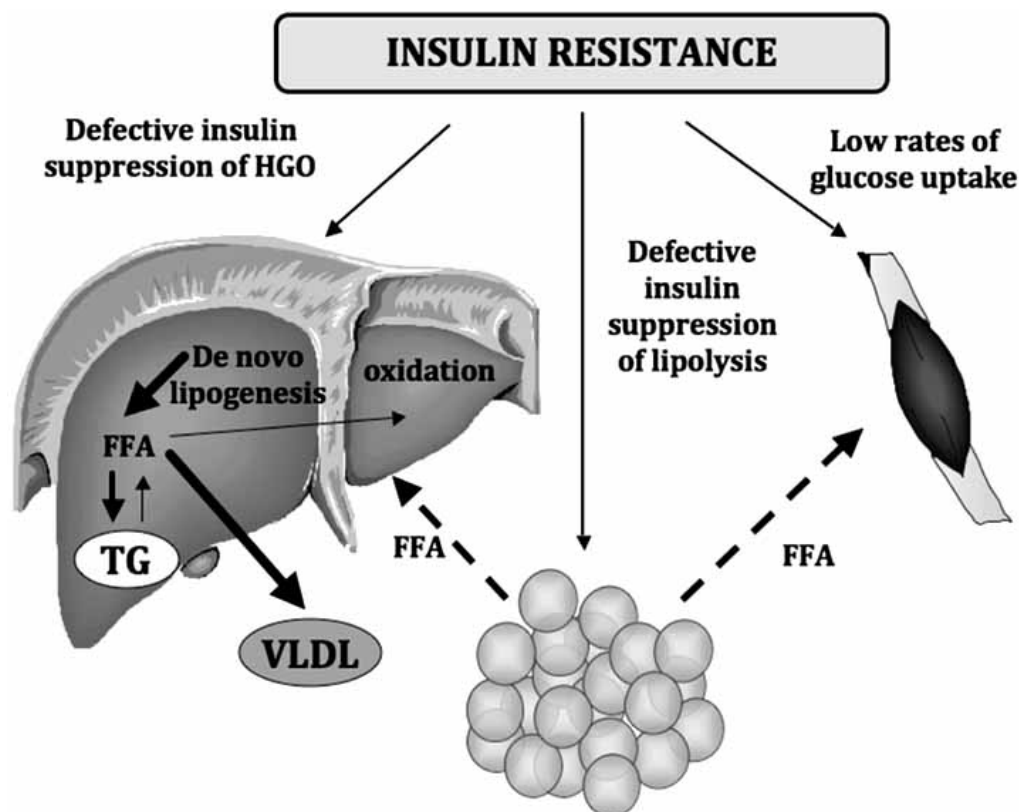 INSULIN RESISTANCE
Defective insulin
suppression of HGO
Low rates of
glucose uptake
Defective
insulin
suppression
of lipolysis
De novo
lipogenesis
oxidation
FFA
TG
VLDL
FFA
FFA